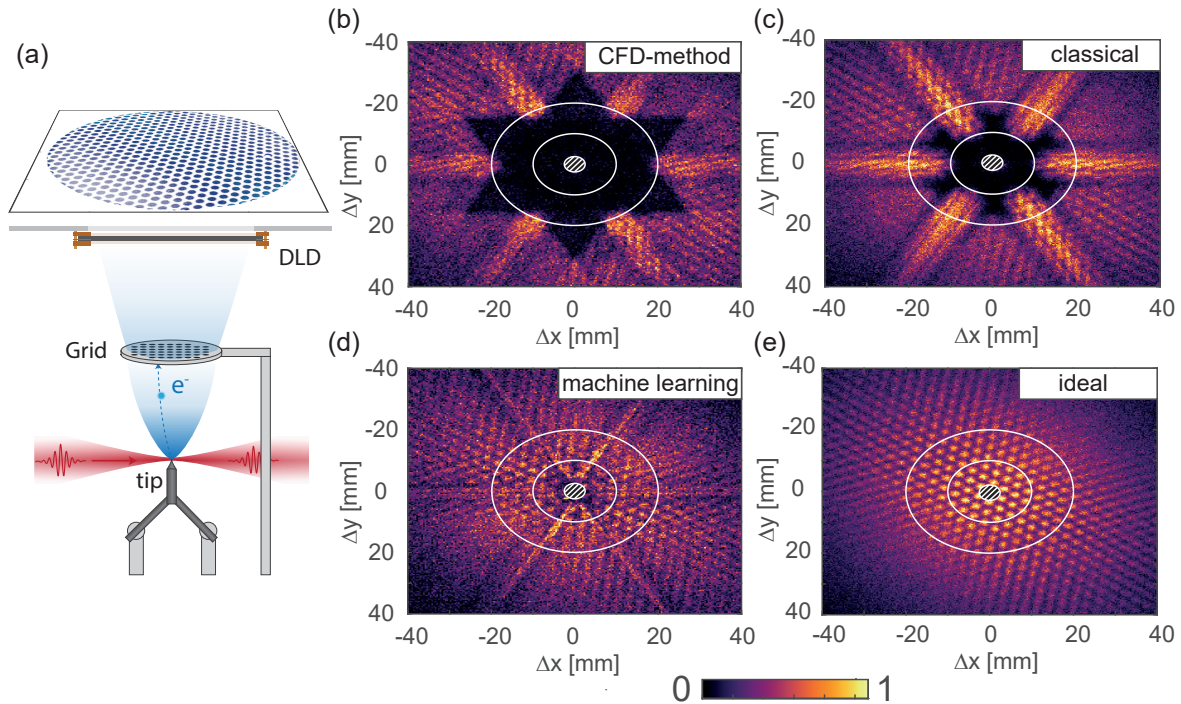 (a)
DLD
Grid
e-
tip
(b)
CFD-method
-40
-20
0
20
40
Δy [mm]
-40 -20 0 20 40
Δx [mm]
(c)
classical
-40
-20
0
20
40
Δy [mm]
-40 -20 0 20 40
Δx [mm]
(d)
machine learning
-40
-20
0
20
40
Δy [mm]
-40 -20 0 20 40
Δx [mm]
(e)
ideal
-40
-20
0
20
40
Δy [mm]
-40 -20 0 20 40
Δx [mm]
0 1